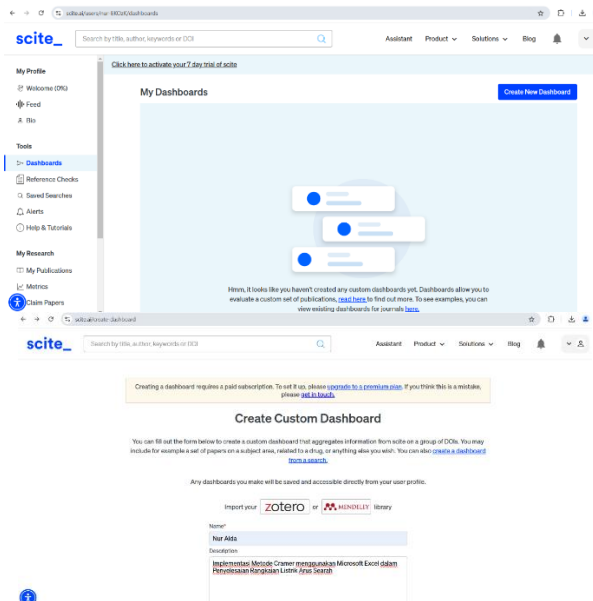 scite_
Search by title, author, keywords or DOI
Assistant Product Solutions Blog
My Profile
Click here to activate your 7 day trial of scite
Welcome (0%)
Feed
Bio
My Dashboards
Create New Dashboard
Tools
Dashboards
Reference Checks
Saved Searches
Alerts
Help & Tutorials
My Research
My Publications
Metrics
Claim Papers
Hmm, it looks like you haven't created any custom dashboards yet. Dashboards allow you to
evaluate a custom set of publications, read here to find out more. To see examples, you can
view existing dashboards for journals here.
scite.ai/create-dashboard
scite_
Search by title, author, keywords or DOI
Assistant Product Solutions Blog
Creating a dashboard requires a paid subscription. To set it up, please upgrade to a premium plan. If you think this is a mistake,
please get in touch.
Create Custom Dashboard
You can fill out the form below to create a custom dashboard that aggregates information from scite on a group of DOIs. You may
include for example a set of papers on a subject area, related to a drug, or anything else you wish. You can also create a dashboard
from a search.
Any dashboards you make will be saved and accessible directly from your user profile.
Import your zotero or MENDELEY library
Name*
Nur Alda
Description
Implementasi Metode Cramer menggunakan Microsoft Excel dalam
Penyelesaian Rangkaian Listrik Arus Searah